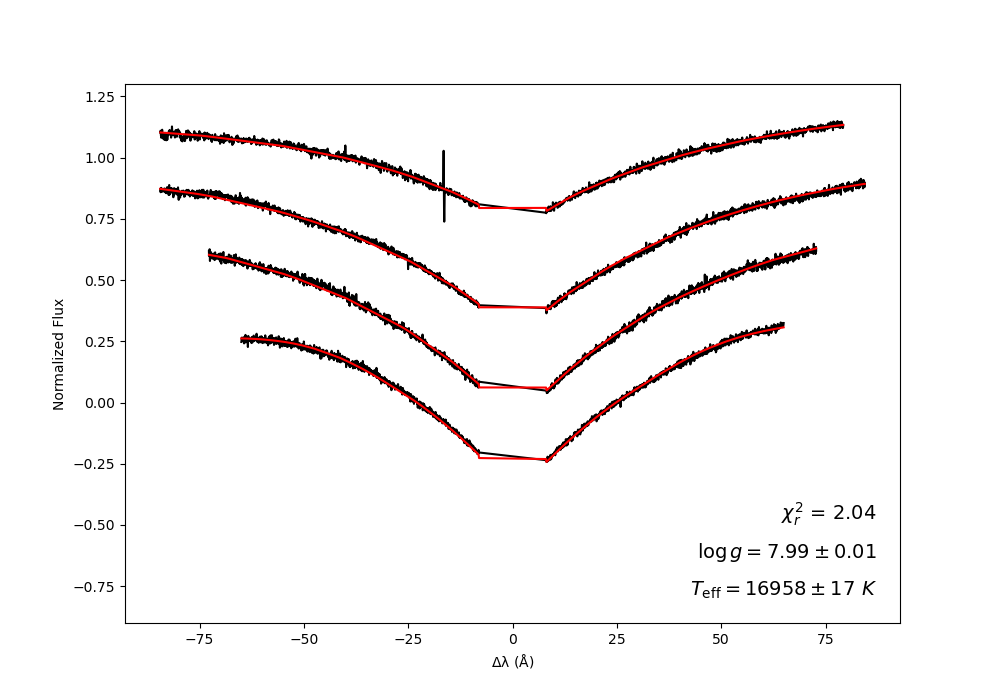 1.25
1.00
0.75
0.50
0.25
0.00
−0.25
−0.50
−0.75
Normalized Flux
χ²ᵣ = 2.04
log g = 7.99 ± 0.01
T_eff = 16958 ± 17 K
−75 −50 −25 0 25 50 75
Δλ (Å)